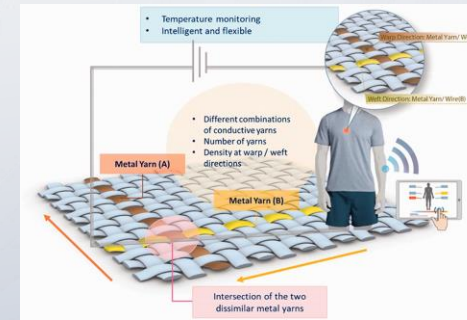 • Temperature monitoring
• Intelligent and flexible
Warp Direction: Metal Yarn/ W
Weft Direction: Metal Yarn/ Wire(B)
• Different combinations
of conductive yarns
• Number of yarns
• Density at warp / weft
directions
Metal Yarn (A)
Metal Yarn (B)
Intersection of the two
dissimilar metal yarns